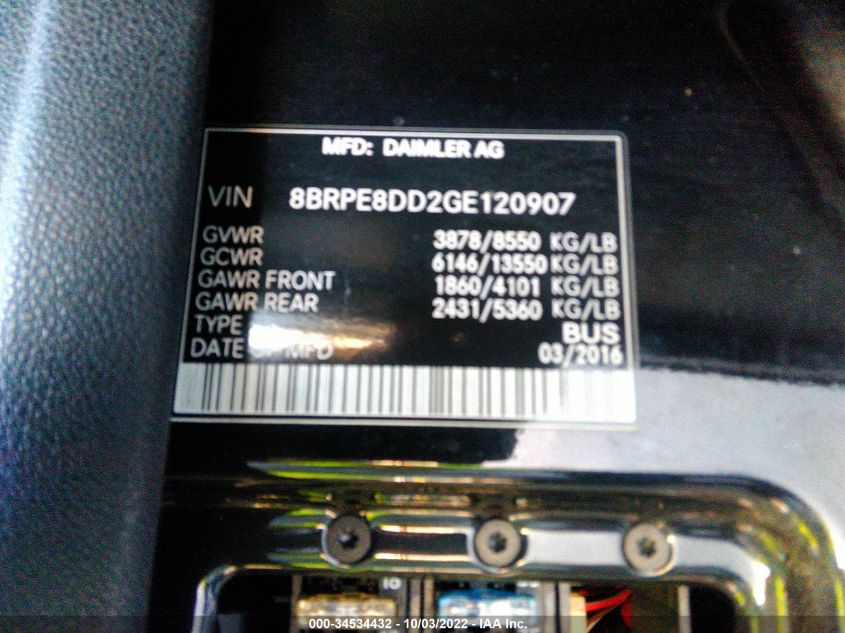 MFD: DAIMLER AG
VIN 8BRPE8DD2GE120907
GVWR 3878/8550 KG/LB
GCWR 6146/13550 KG/LB
GAWR FRONT 1860/4101 KG/LB
GAWR REAR 2431/5360 KG/LB
TYPE BUS
DATE OF MFD 03/2016
000-34534432 - 10/03/2022 - IAA Inc.